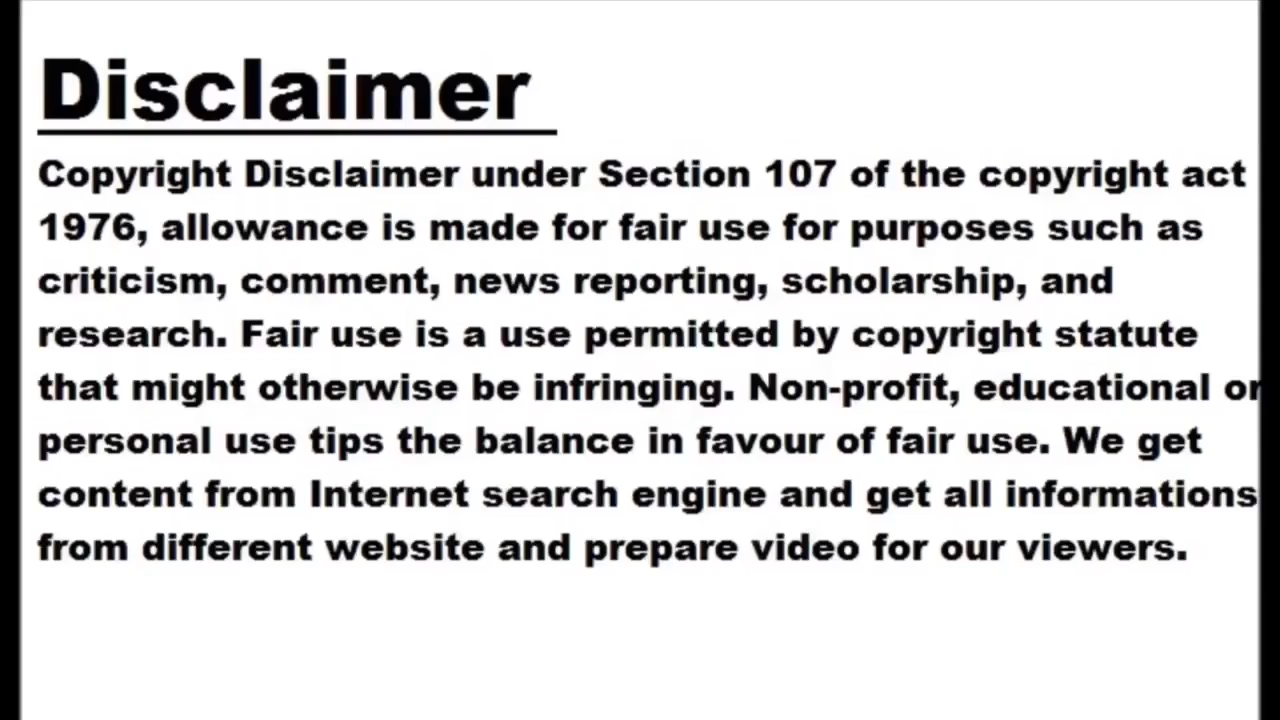 Disclaimer
Copyright Disclaimer under Section 107 of the copyright act
1976, allowance is made for fair use for purposes such as
criticism, comment, news reporting, scholarship, and
research. Fair use is a use permitted by copyright statute
that might otherwise be infringing. Non-profit, educational or
personal use tips the balance in favour of fair use. We get
content from Internet search engine and get all informations
from different website and prepare video for our viewers.